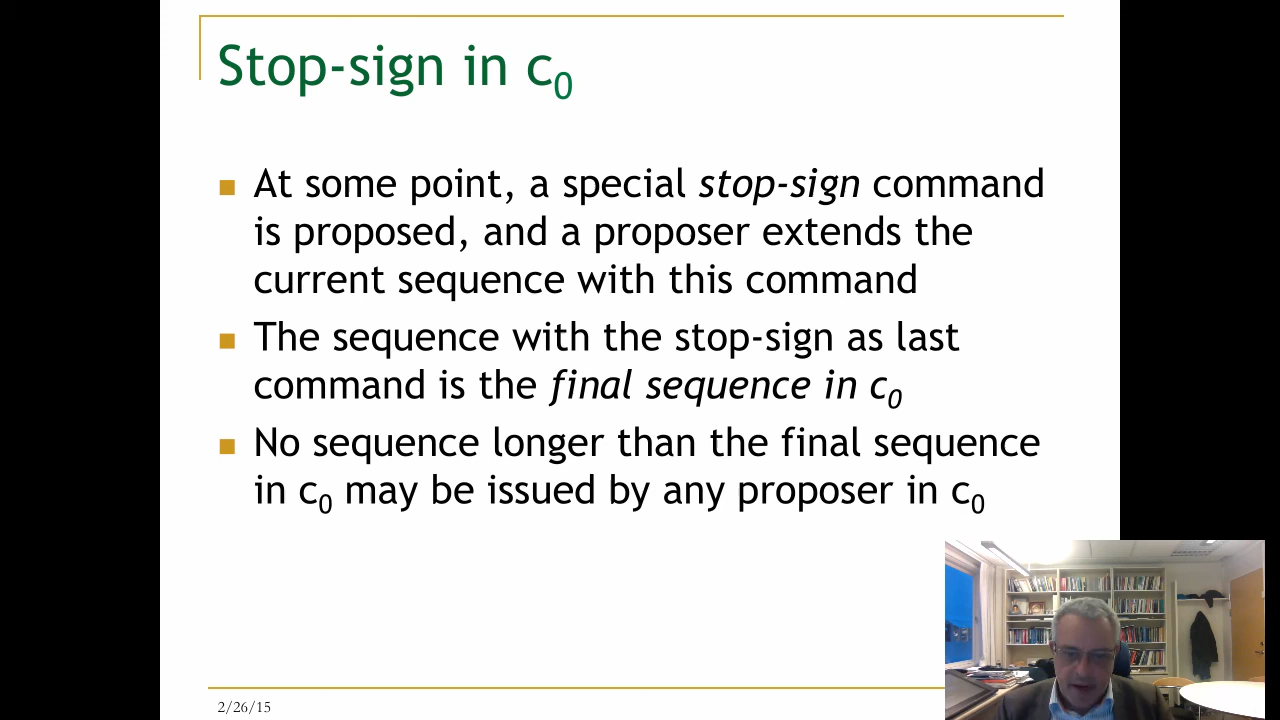 Stop-sign in c₀
■ At some point, a special stop-sign command
is proposed, and a proposer extends the
current sequence with this command
■ The sequence with the stop-sign as last
command is the final sequence in c₀
■ No sequence longer than the final sequence
in c₀ may be issued by any proposer in c₀
2/26/15